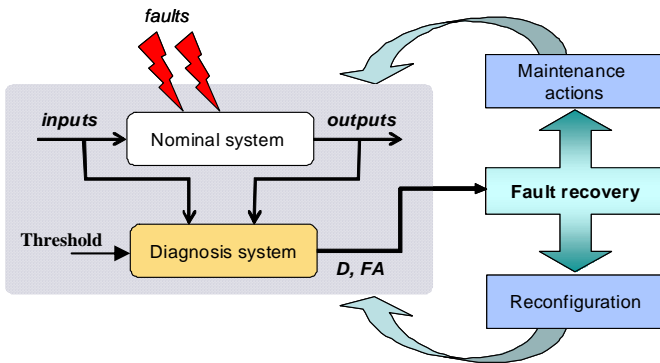 faults
Maintenance
actions
inputs
Nominal system
outputs
Fault recovery
Threshold
Diagnosis system
D, FA
Reconfiguration